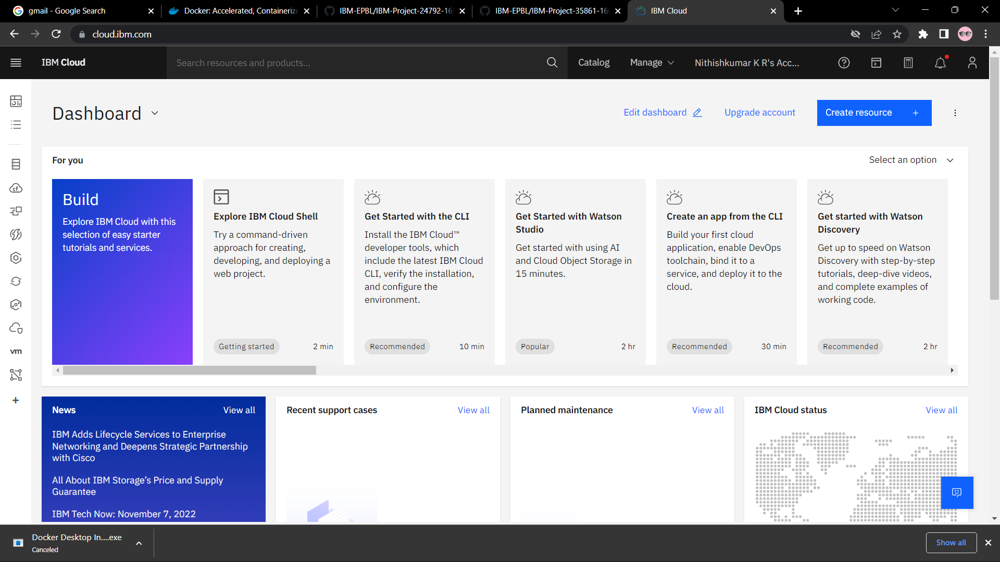 gmail - Google Search
Docker: Accelerated, Containerize
IBM-EPBL/IBM-Project-24792-16
IBM-EPBL/IBM-Project-35861-16
IBM Cloud
cloud.ibm.com
IBM Cloud
Search resources and products...
Catalog
Manage
Nithishkumar K R's Acc...
Dashboard
Edit dashboard
Upgrade account
Create resource +
For you
Select an option
Build
Explore IBM Cloud with this
selection of easy starter
tutorials and services.
Explore IBM Cloud Shell
Try a command-driven
approach for creating,
developing, and deploying a
web project.
Getting started
2 min
Get Started with the CLI
Install the IBM Cloud™
developer tools, which
include the latest IBM Cloud
CLI, verify the installation,
and configure the
environment.
Recommended
10 min
Get Started with Watson
Studio
Get started with using AI
and Cloud Object Storage in
15 minutes.
Popular
2 hr
Create an app from the CLI
Build your first cloud
application, enable DevOps
toolchain, bind it to a
service, and deploy it to the
cloud.
Recommended
30 min
Get started with Watson
Discovery
Get up to speed on Watson
Discovery with step-by-step
tutorials, deep-dive videos,
and complete examples of
working code.
Recommended
2 hr
vm
News
View all
IBM Adds Lifecycle Services to Enterprise
Networking and Deepens Strategic Partnership
with Cisco
All About IBM Storage's Price and Supply
Guarantee
IBM Tech Now: November 7, 2022
Recent support cases
View all
Planned maintenance
View all
IBM Cloud status
View all
Docker Desktop In....exe
Canceled
Show all